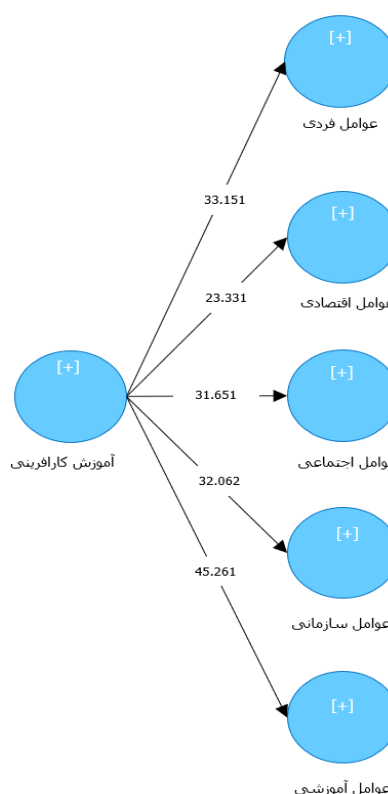 [+]
عوامل فردی
33.151
[+]
23.331
عوامل اقتصادی
[+]
[+]
31.651
آموزش کارافرینی
عوامل اجتماعی
32.062
[+]
45.261
عوامل سازمانی
[+]
عوامل آموزشی